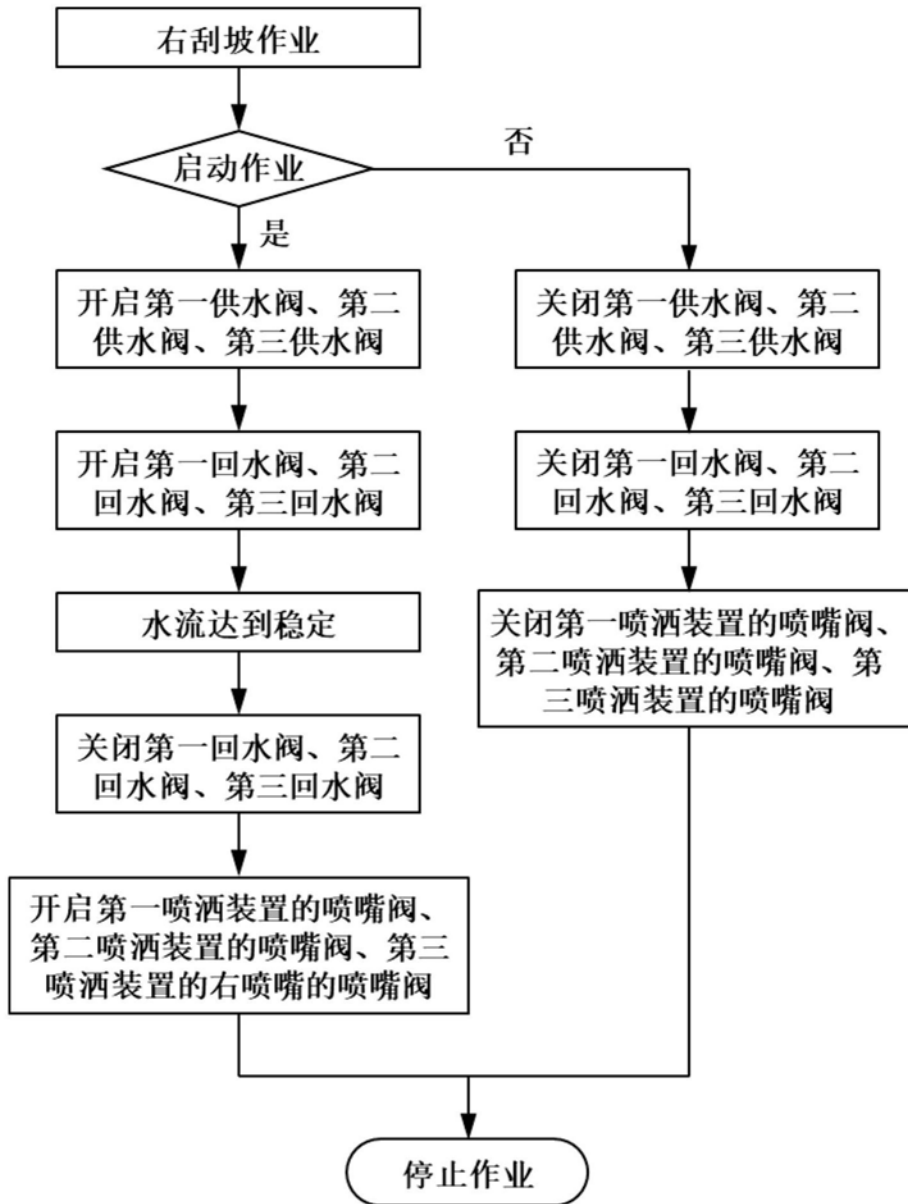 右刮坡作业
启动作业
否
是
开启第一供水阀、第二
供水阀、第三供水阀
开启第一回水阀、第二
回水阀、第三回水阀
水流达到稳定
关闭第一回水阀、第二
回水阀、第三回水阀
开启第一喷洒装置的喷嘴阀、
第二喷洒装置的喷嘴阀、第三
喷洒装置的右喷嘴的喷嘴阀
关闭第一供水阀、第二
供水阀、第三供水阀
关闭第一回水阀、第二
回水阀、第三回水阀
关闭第一喷洒装置的喷嘴阀、
第二喷洒装置的喷嘴阀、第
三喷洒装置的喷嘴阀
停止作业